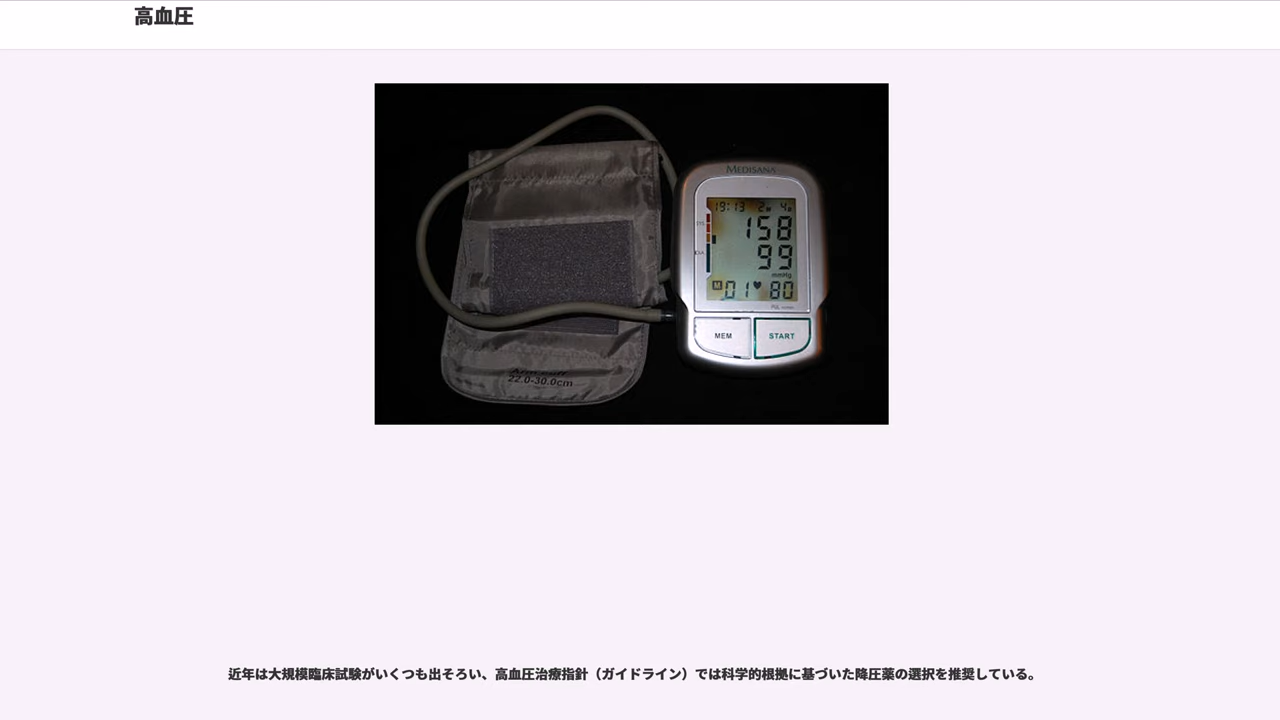 高血圧
MEDISANA
19:13
158
99
mmHg
M 01 80
MEM START
22.0-30.0cm
近年は大規模臨床試験がいくつも出そろい、高血圧治療指針（ガイドライン）では科学的根拠に基づいた降圧薬の選択を推奨している。